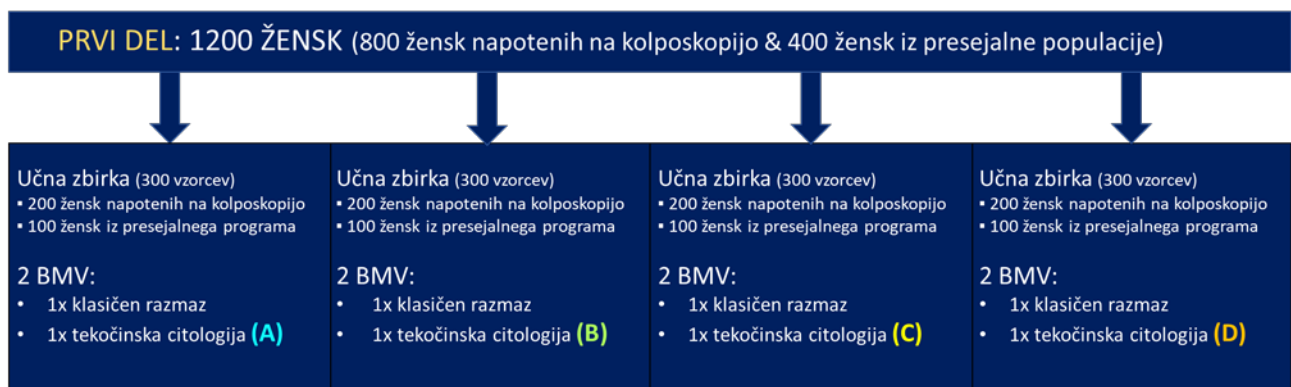 PRVI DEL: 1200 ŽENSK (800 žensk napotenih na kolposkopijo & 400 žensk iz presejalne populacije)
Učna zbirka (300 vzorcev)
▪ 200 žensk napotenih na kolposkopijo
▪ 100 žensk iz presejalnega programa
2 BMV:
• 1x klasičen razmaz
• 1x tekočinska citologija (A)
Učna zbirka (300 vzorcev)
▪ 200 žensk napotenih na kolposkopijo
▪ 100 žensk iz presejalnega programa
2 BMV:
• 1x klasičen razmaz
• 1x tekočinska citologija (B)
Učna zbirka (300 vzorcev)
▪ 200 žensk napotenih na kolposkopijo
▪ 100 žensk iz presejalnega programa
2 BMV:
• 1x klasičen razmaz
• 1x tekočinska citologija (C)
Učna zbirka (300 vzorcev)
▪ 200 žensk napotenih na kolposkopijo
▪ 100 žensk iz presejalnega programa
2 BMV:
• 1x klasičen razmaz
• 1x tekočinska citologija (D)